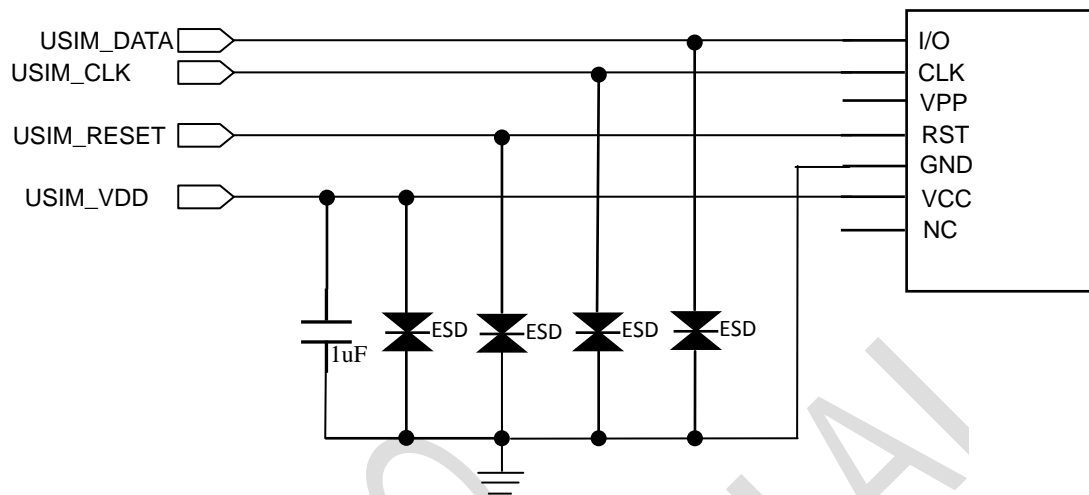 USIM_DATA
I/O
USIM_CLK
CLK
VPP
USIM_RESET
RST
GND
USIM_VDD
VCC
NC
ESD
ESD
ESD
ESD
1uF